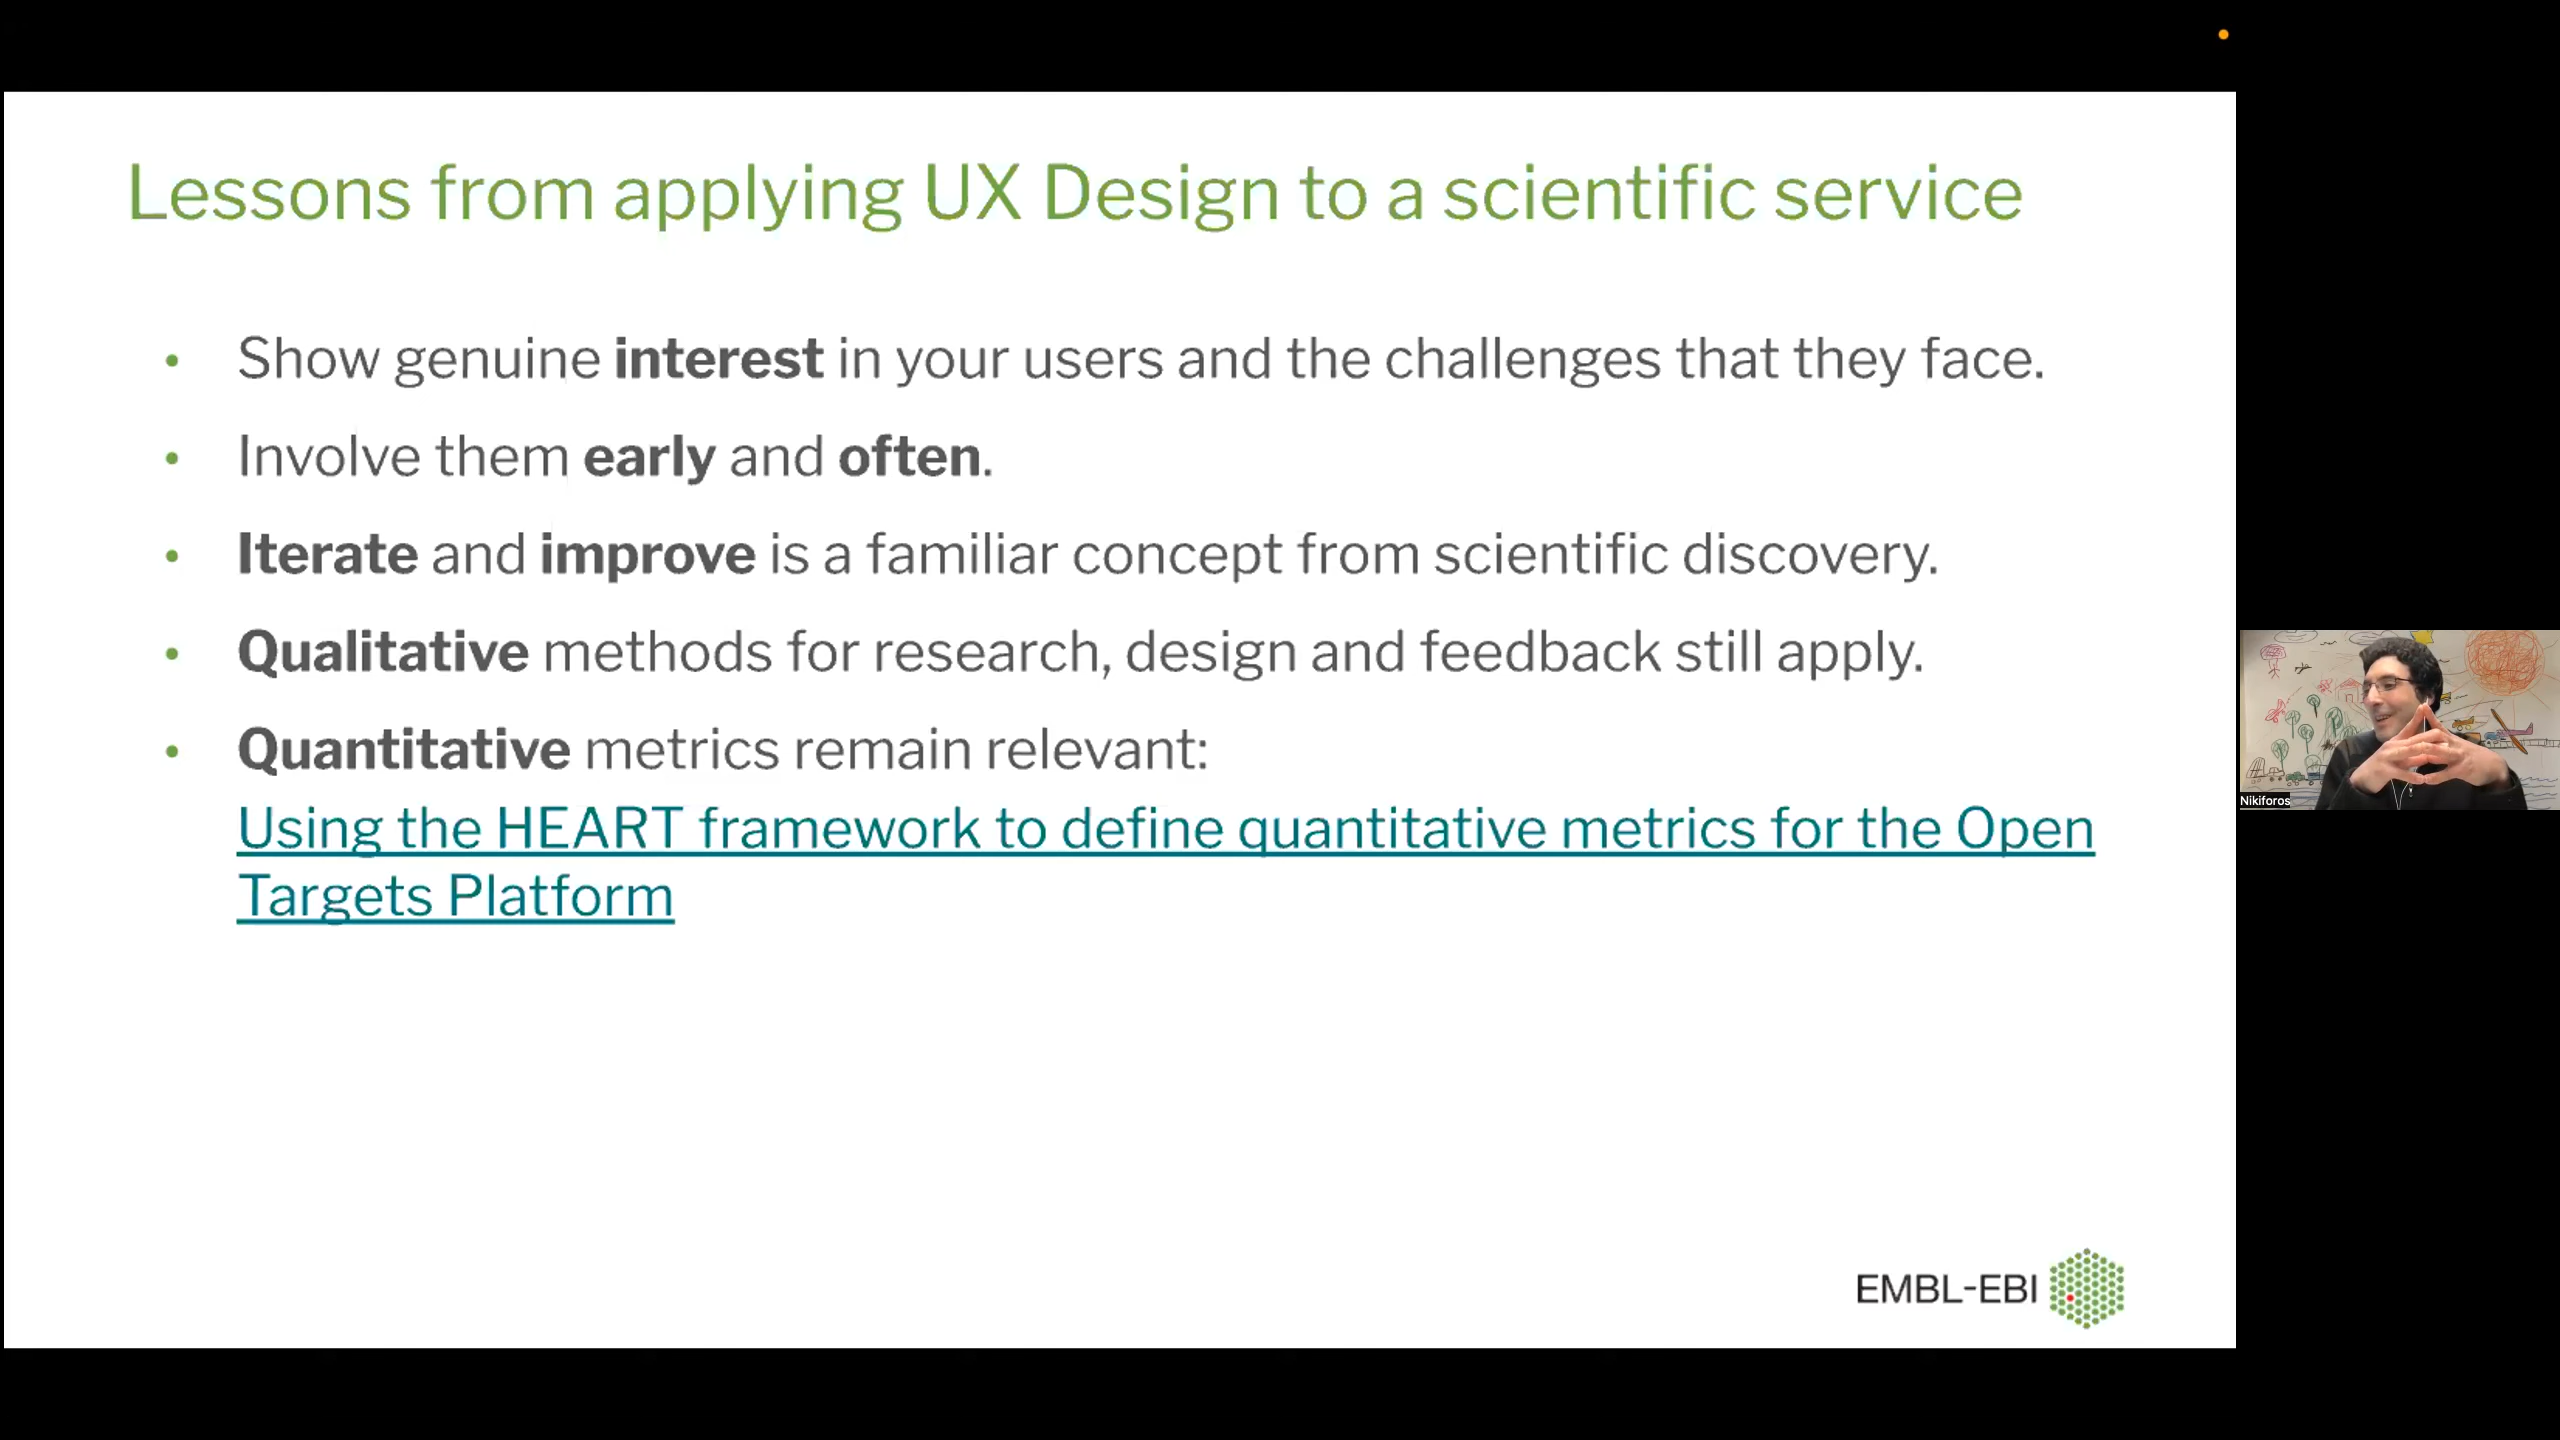 Lessons from applying UX Design to a scientific service
• Show genuine interest in your users and the challenges that they face.
• Involve them early and often.
• Iterate and improve is a familiar concept from scientific discovery.
• Qualitative methods for research, design and feedback still apply.
• Quantitative metrics remain relevant:
Using the HEART framework to define quantitative metrics for the Open
Targets Platform
Nikiforos
EMBL-EBI